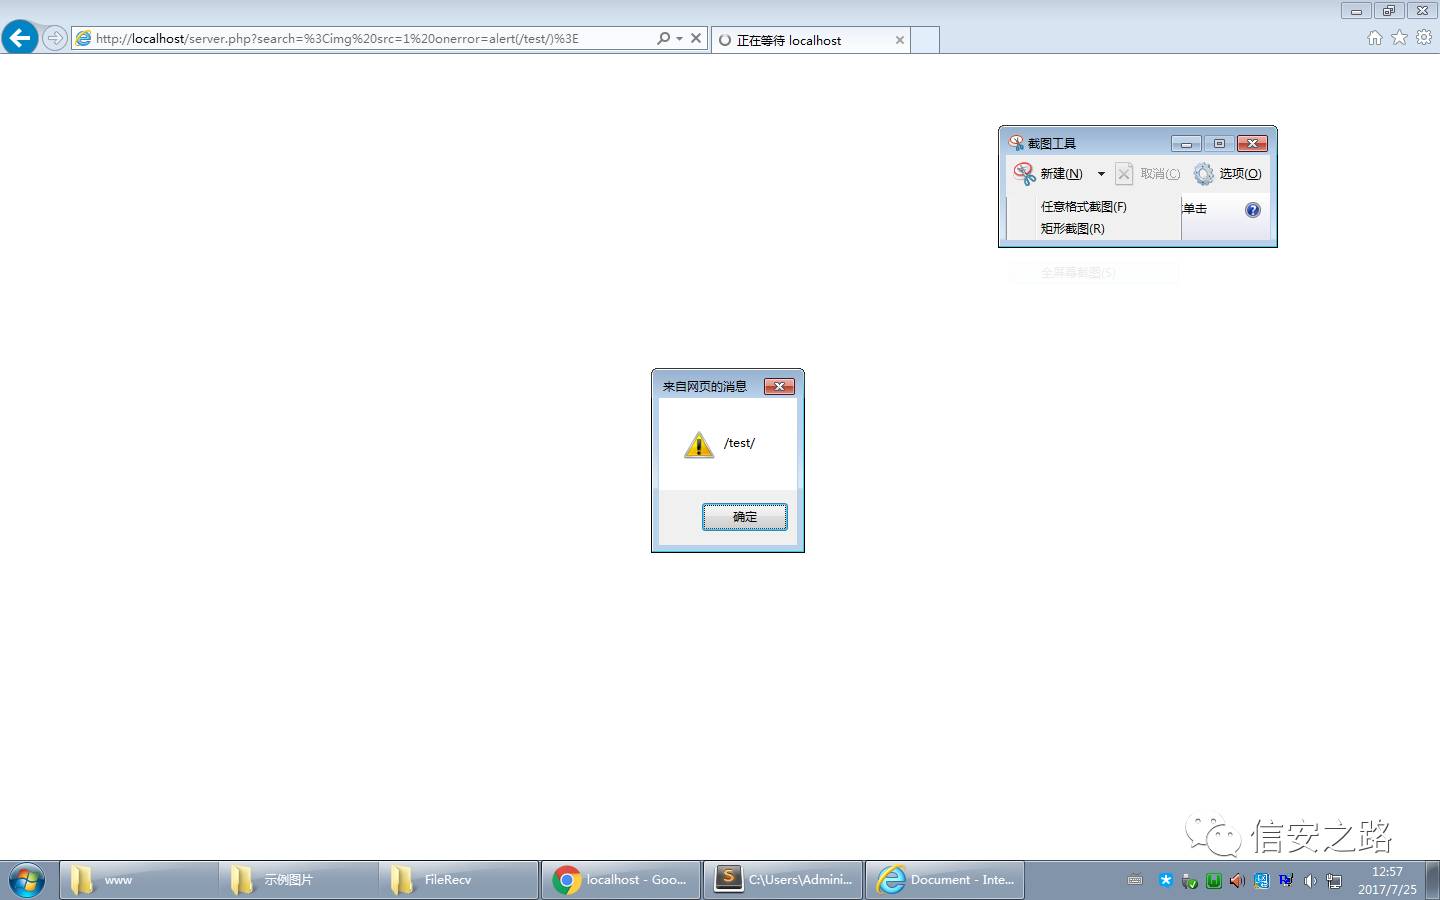 http://localhost/server.php?search=%3Cimg%20src=1%20onerror=alert(/test/)%3E
正在等待 localhost
截图工具
新建(N)
取消(C)
选项(O)
任意格式截图(F)
单击
矩形截图(R)
全屏幕截图(S)
来自网页的消息
/test/
确定
信安之路
www
示例图片
FileRecv
localhost - Goo...
C:\Users\Admini...
Document - Inte...
12:57
2017/7/25